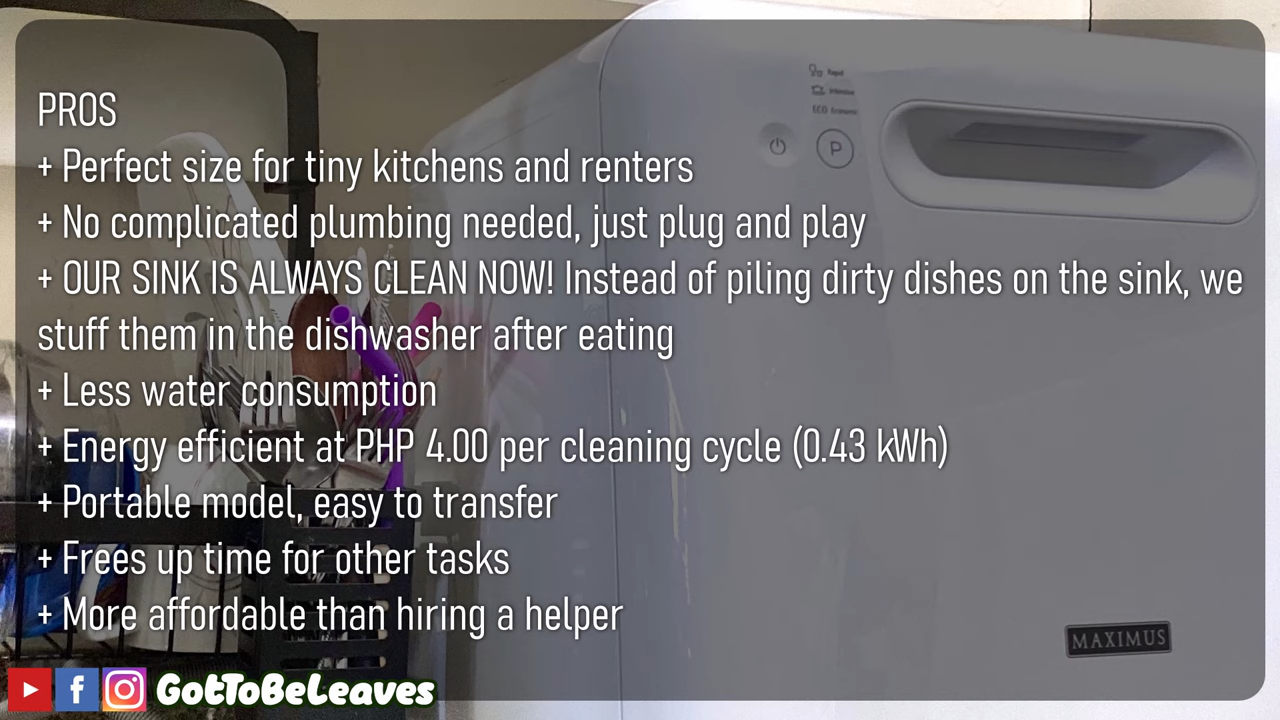 Rapid
Intensive
ECO Economic
P
PROS
+ Perfect size for tiny kitchens and renters
+ No complicated plumbing needed, just plug and play
+ OUR SINK IS ALWAYS CLEAN NOW! Instead of piling dirty dishes on the sink, we
stuff them in the dishwasher after eating
+ Less water consumption
+ Energy efficient at PHP 4.00 per cleaning cycle (0.43 kWh)
+ Portable model, easy to transfer
+ Frees up time for other tasks
+ More affordable than hiring a helper
MAXIMUS
GotToBeLeaves